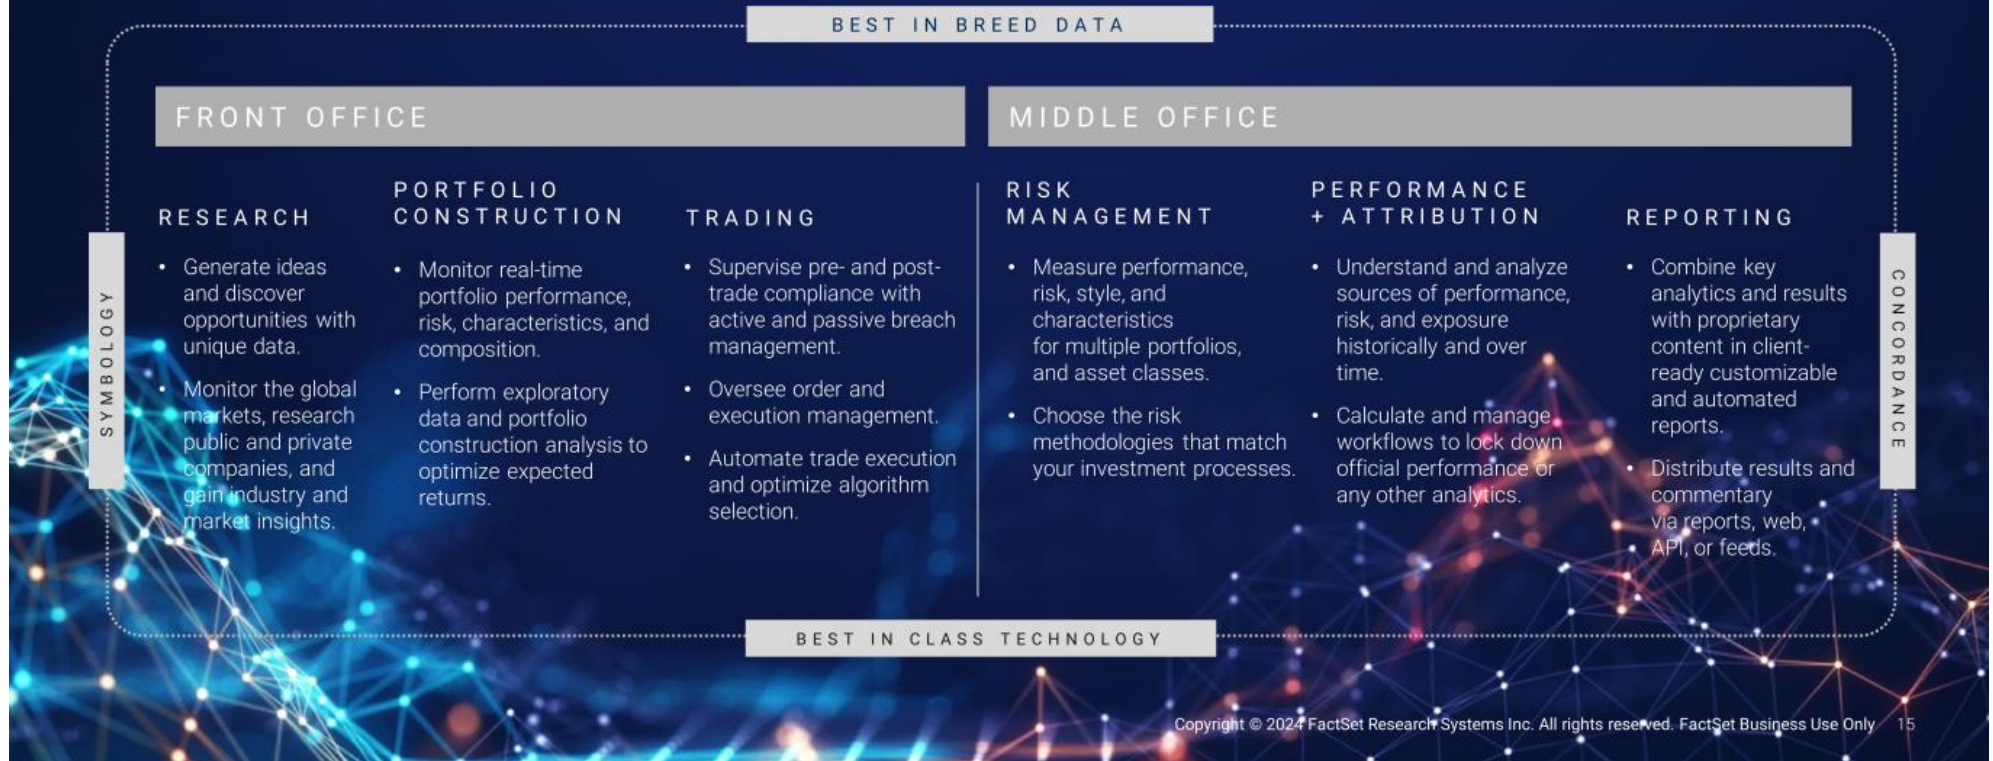 BEST IN BREED DATA
FRONT OFFICE
MIDDLE OFFICE
SYMBOLOGY
RESEARCH
• Generate ideas
and discover
opportunities with
unique data.
• Monitor the global
markets, research
public and private
companies, and
gain industry and
market insights.
PORTFOLIO
CONSTRUCTION
• Monitor real-time
portfolio performance,
risk, characteristics, and
composition.
• Perform exploratory
data and portfolio
construction analysis to
optimize expected
returns.
TRADING
• Supervise pre- and post-
trade compliance with
active and passive breach
management.
• Oversee order and
execution management.
• Automate trade execution
and optimize algorithm
selection.
RISK
MANAGEMENT
• Measure performance,
risk, style, and
characteristics
for multiple portfolios,
and asset classes.
• Choose the risk
methodologies that match
your investment processes.
PERFORMANCE
+ ATTRIBUTION
• Understand and analyze
sources of performance,
risk, and exposure
historically and over
time.
• Calculate and manage
workflows to lock down
official performance or
any other analytics.
REPORTING
• Combine key
analytics and results
with proprietary
content in client-
ready customizable
and automated
reports.
• Distribute results and
commentary
via reports, web,
API, or feeds.
CONCORDANCE
BEST IN CLASS TECHNOLOGY
Copyright © 2024 FactSet Research Systems Inc. All rights reserved. FactSet Business Use Only 15